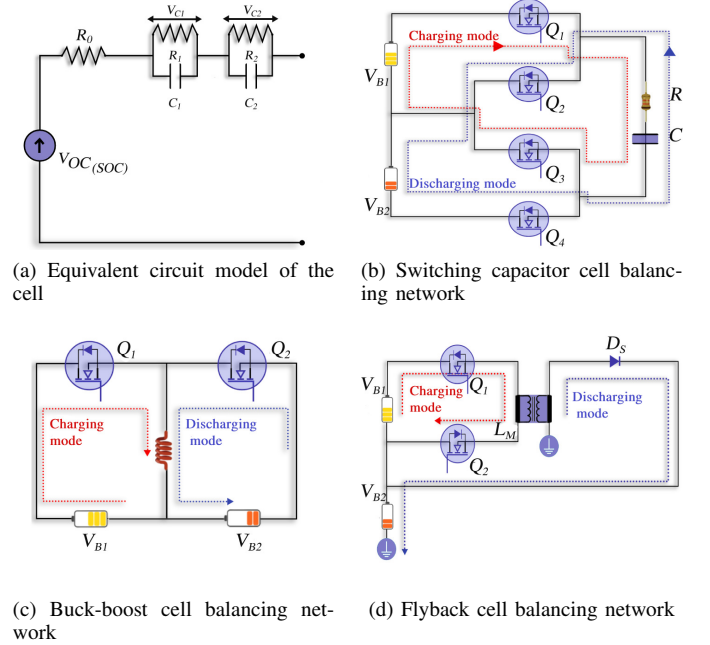 V_C1 V_C2
R_0
R_1 R_2
C_1 C_2
V_OC(SOC)
(a) Equivalent circuit model of the
cell
Q_1
Charging mode
V_B1
Q_2
R
C
Q_3
Discharging mode
V_B2
Q_4
(b) Switching capacitor cell balanc-
ing network
Q_1 Q_2
Charging
mode
Discharging
mode
V_B1 V_B2
(c) Buck-boost cell balancing net-
work
D_S
V_B1
Charging
mode
Q_1
Discharging
mode
L_M
Q_2
V_B2
(d) Flyback cell balancing network